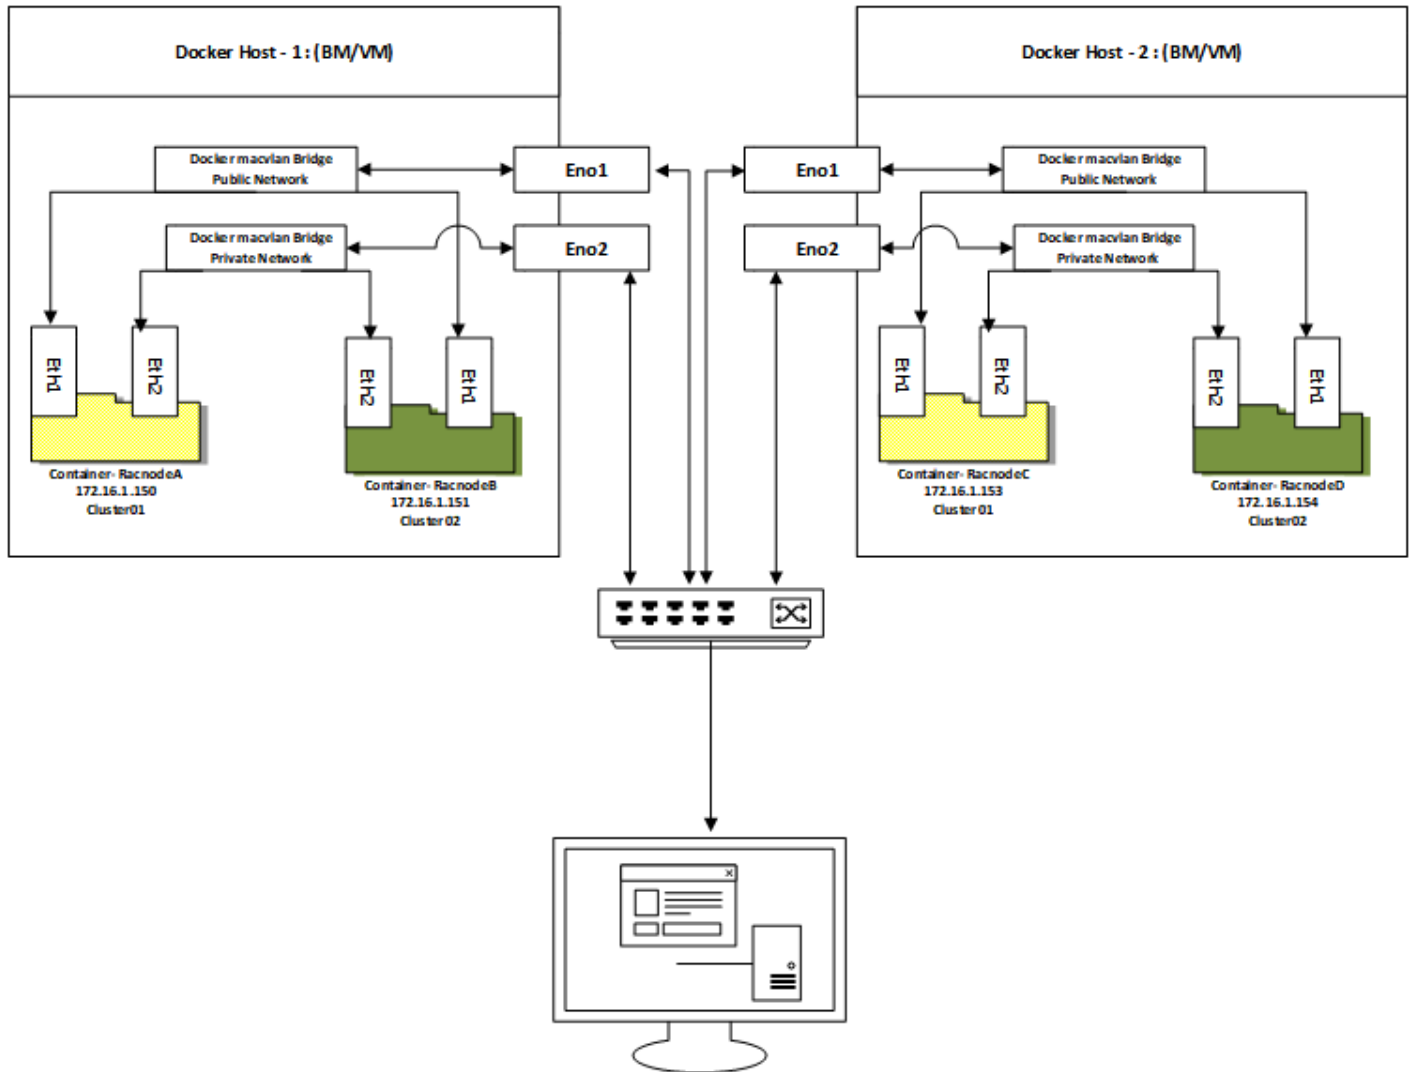 Docker Host - 1 : (BM/VM)
Docker macvlan Bridge
Public Network
Eno1
Docker macvlan Bridge
Private Network
Eno2
Eth1
Eth2
Eth2
Eth1
Container- RacnodeA
172.16.1.150
Cluster01
Container- RacnodeB
172.16.1.151
Cluster02
Docker Host - 2 : (BM/VM)
Eno1
Docker macvlan Bridge
Public Network
Eno2
Docker macvlan Bridge
Private Network
Eth1
Eth2
Eth2
Eth1
Container- RacnodeC
172.16.1.153
Cluster 01
Container- RacnodeD
172.16.1.154
Cluster02